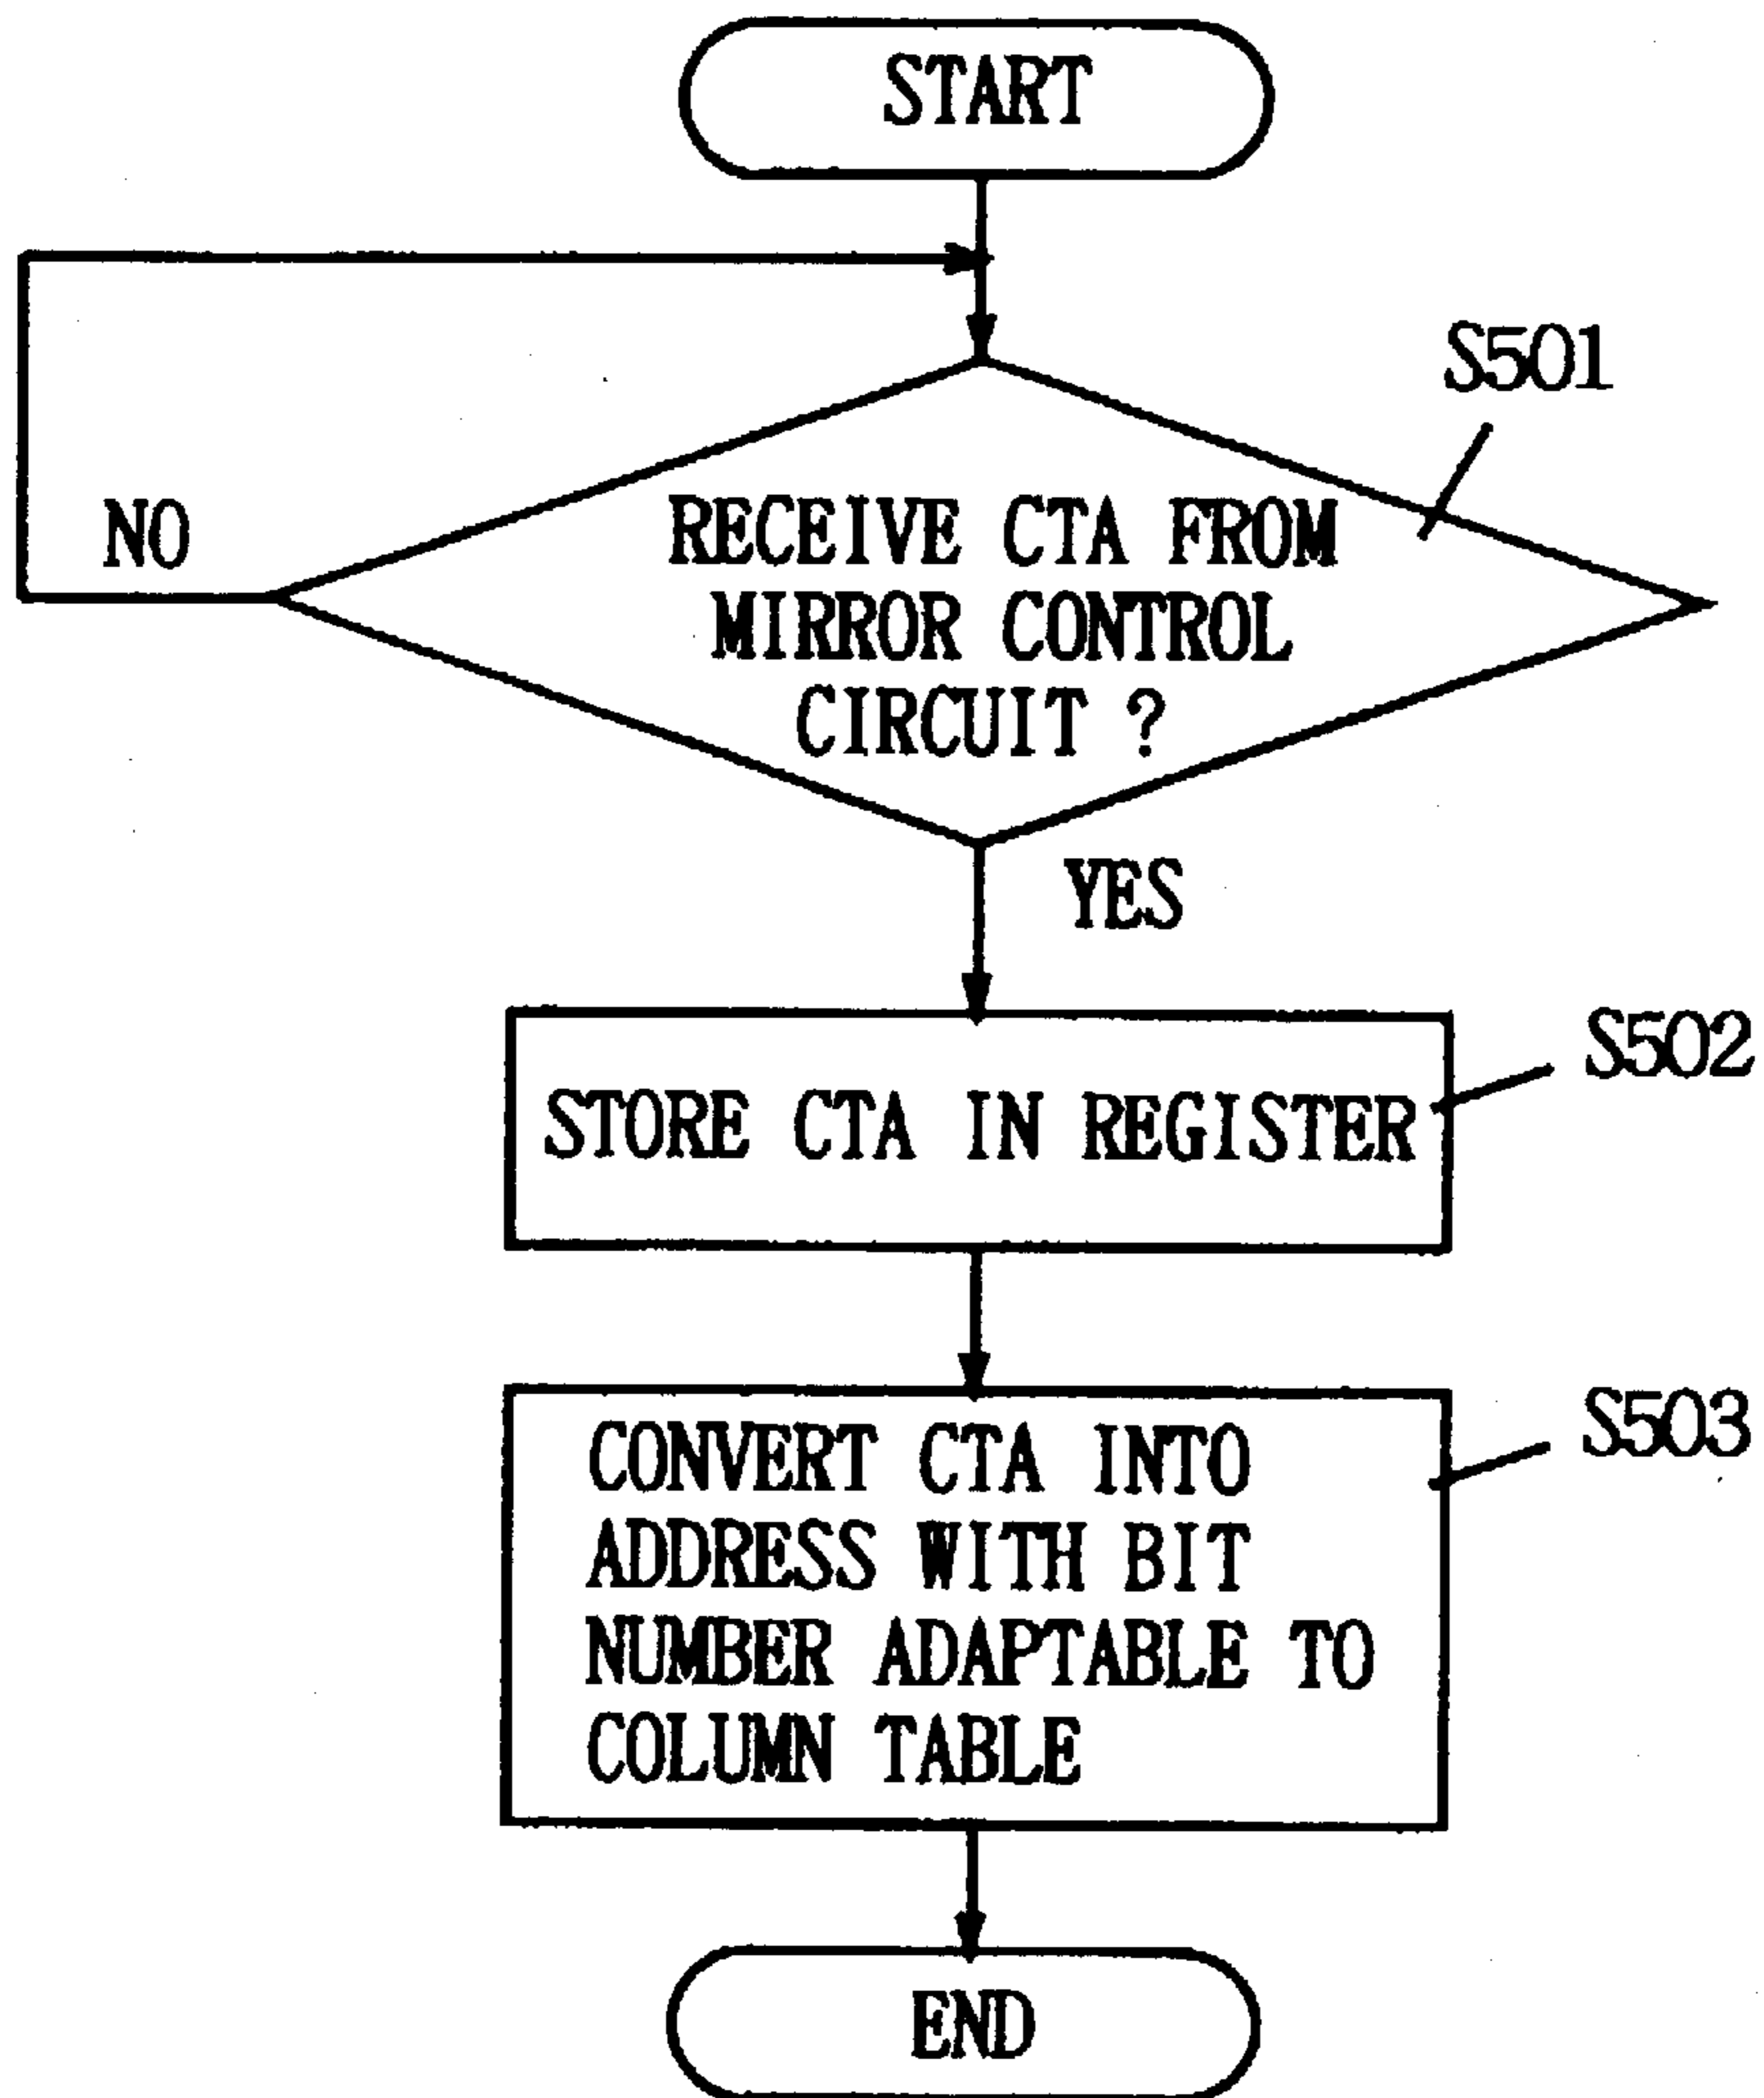 START
S501
NO
RECEIVE CTA FROM
MIRROR CONTROL
CIRCUIT ?
YES
S502
STORE CTA IN REGISTER
S503
CONVERT CTA INTO
ADDRESS WITH BIT
NUMBER ADAPTABLE TO
COLUMN TABLE
END